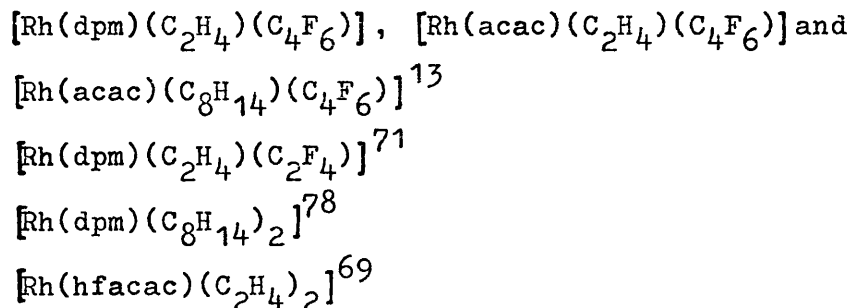 [Rh(dpm)(C₂H₄)(C₄F₆)], [Rh(acac)(C₂H₄)(C₄F₆)]and
[Rh(acac)(C₈H₁₄)(C₄F₆)]¹³
[Rh(dpm)(C₂H₄)(C₂F₄)]⁷¹
[Rh(dpm)(C₈H₁₄)₂]⁷⁸
[Rh(hfacac)(C₂H₄)₂]⁶⁹